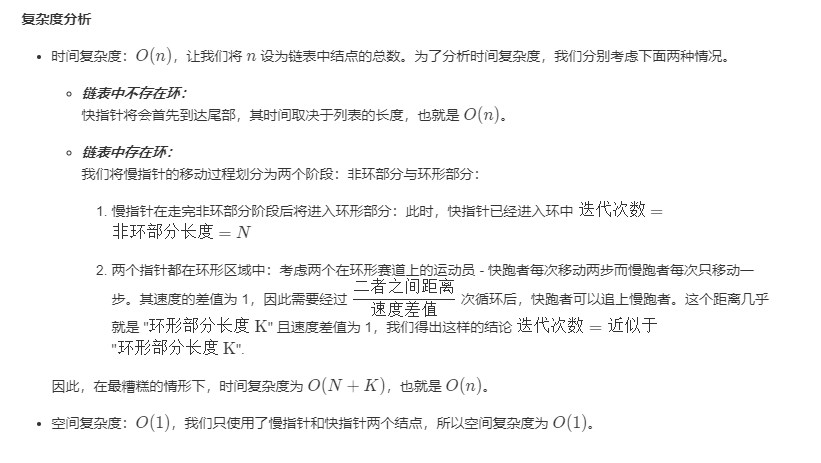 复杂度分析
• 时间复杂度：O(n)，让我们将 n 设为链表中结点的总数。为了分析时间复杂度，我们分别考虑下面两种情况。
◦ 链表中不存在环：
快指针将会首先到达尾部，其时间取决于列表的长度，也就是 O(n)。
◦ 链表中存在环：
我们将慢指针的移动过程划分为两个阶段：非环部分与环形部分：
1. 慢指针在走完非环部分阶段后将进入环形部分：此时，快指针已经进入环中 迭代次数 =
非环部分长度 = N
2. 两个指针都在环形区域中：考虑两个在环形赛道上的运动员 - 快跑者每次移动两步而慢跑者每次只移动一
步。其速度的差值为 1，因此需要经过 二者之间距离/速度差值 次循环后，快跑者可以追上慢跑者。这个距离几乎
就是 "环形部分长度 K" 且速度差值为 1，我们得出这样的结论 迭代次数 = 近似于
"环形部分长度 K".
因此，在最糟糕的情形下，时间复杂度为 O(N + K)，也就是 O(n)。
• 空间复杂度：O(1)，我们只使用了慢指针和快指针两个结点，所以空间复杂度为 O(1)。